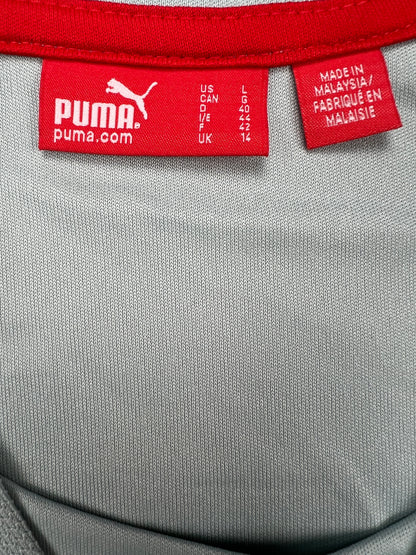 PUMA
puma.com
US L
CAN G
D 40
I/E 44
F 42
UK 14
MADE IN
MALAYSIA/
FABRIQUÉ EN
MALAISIE